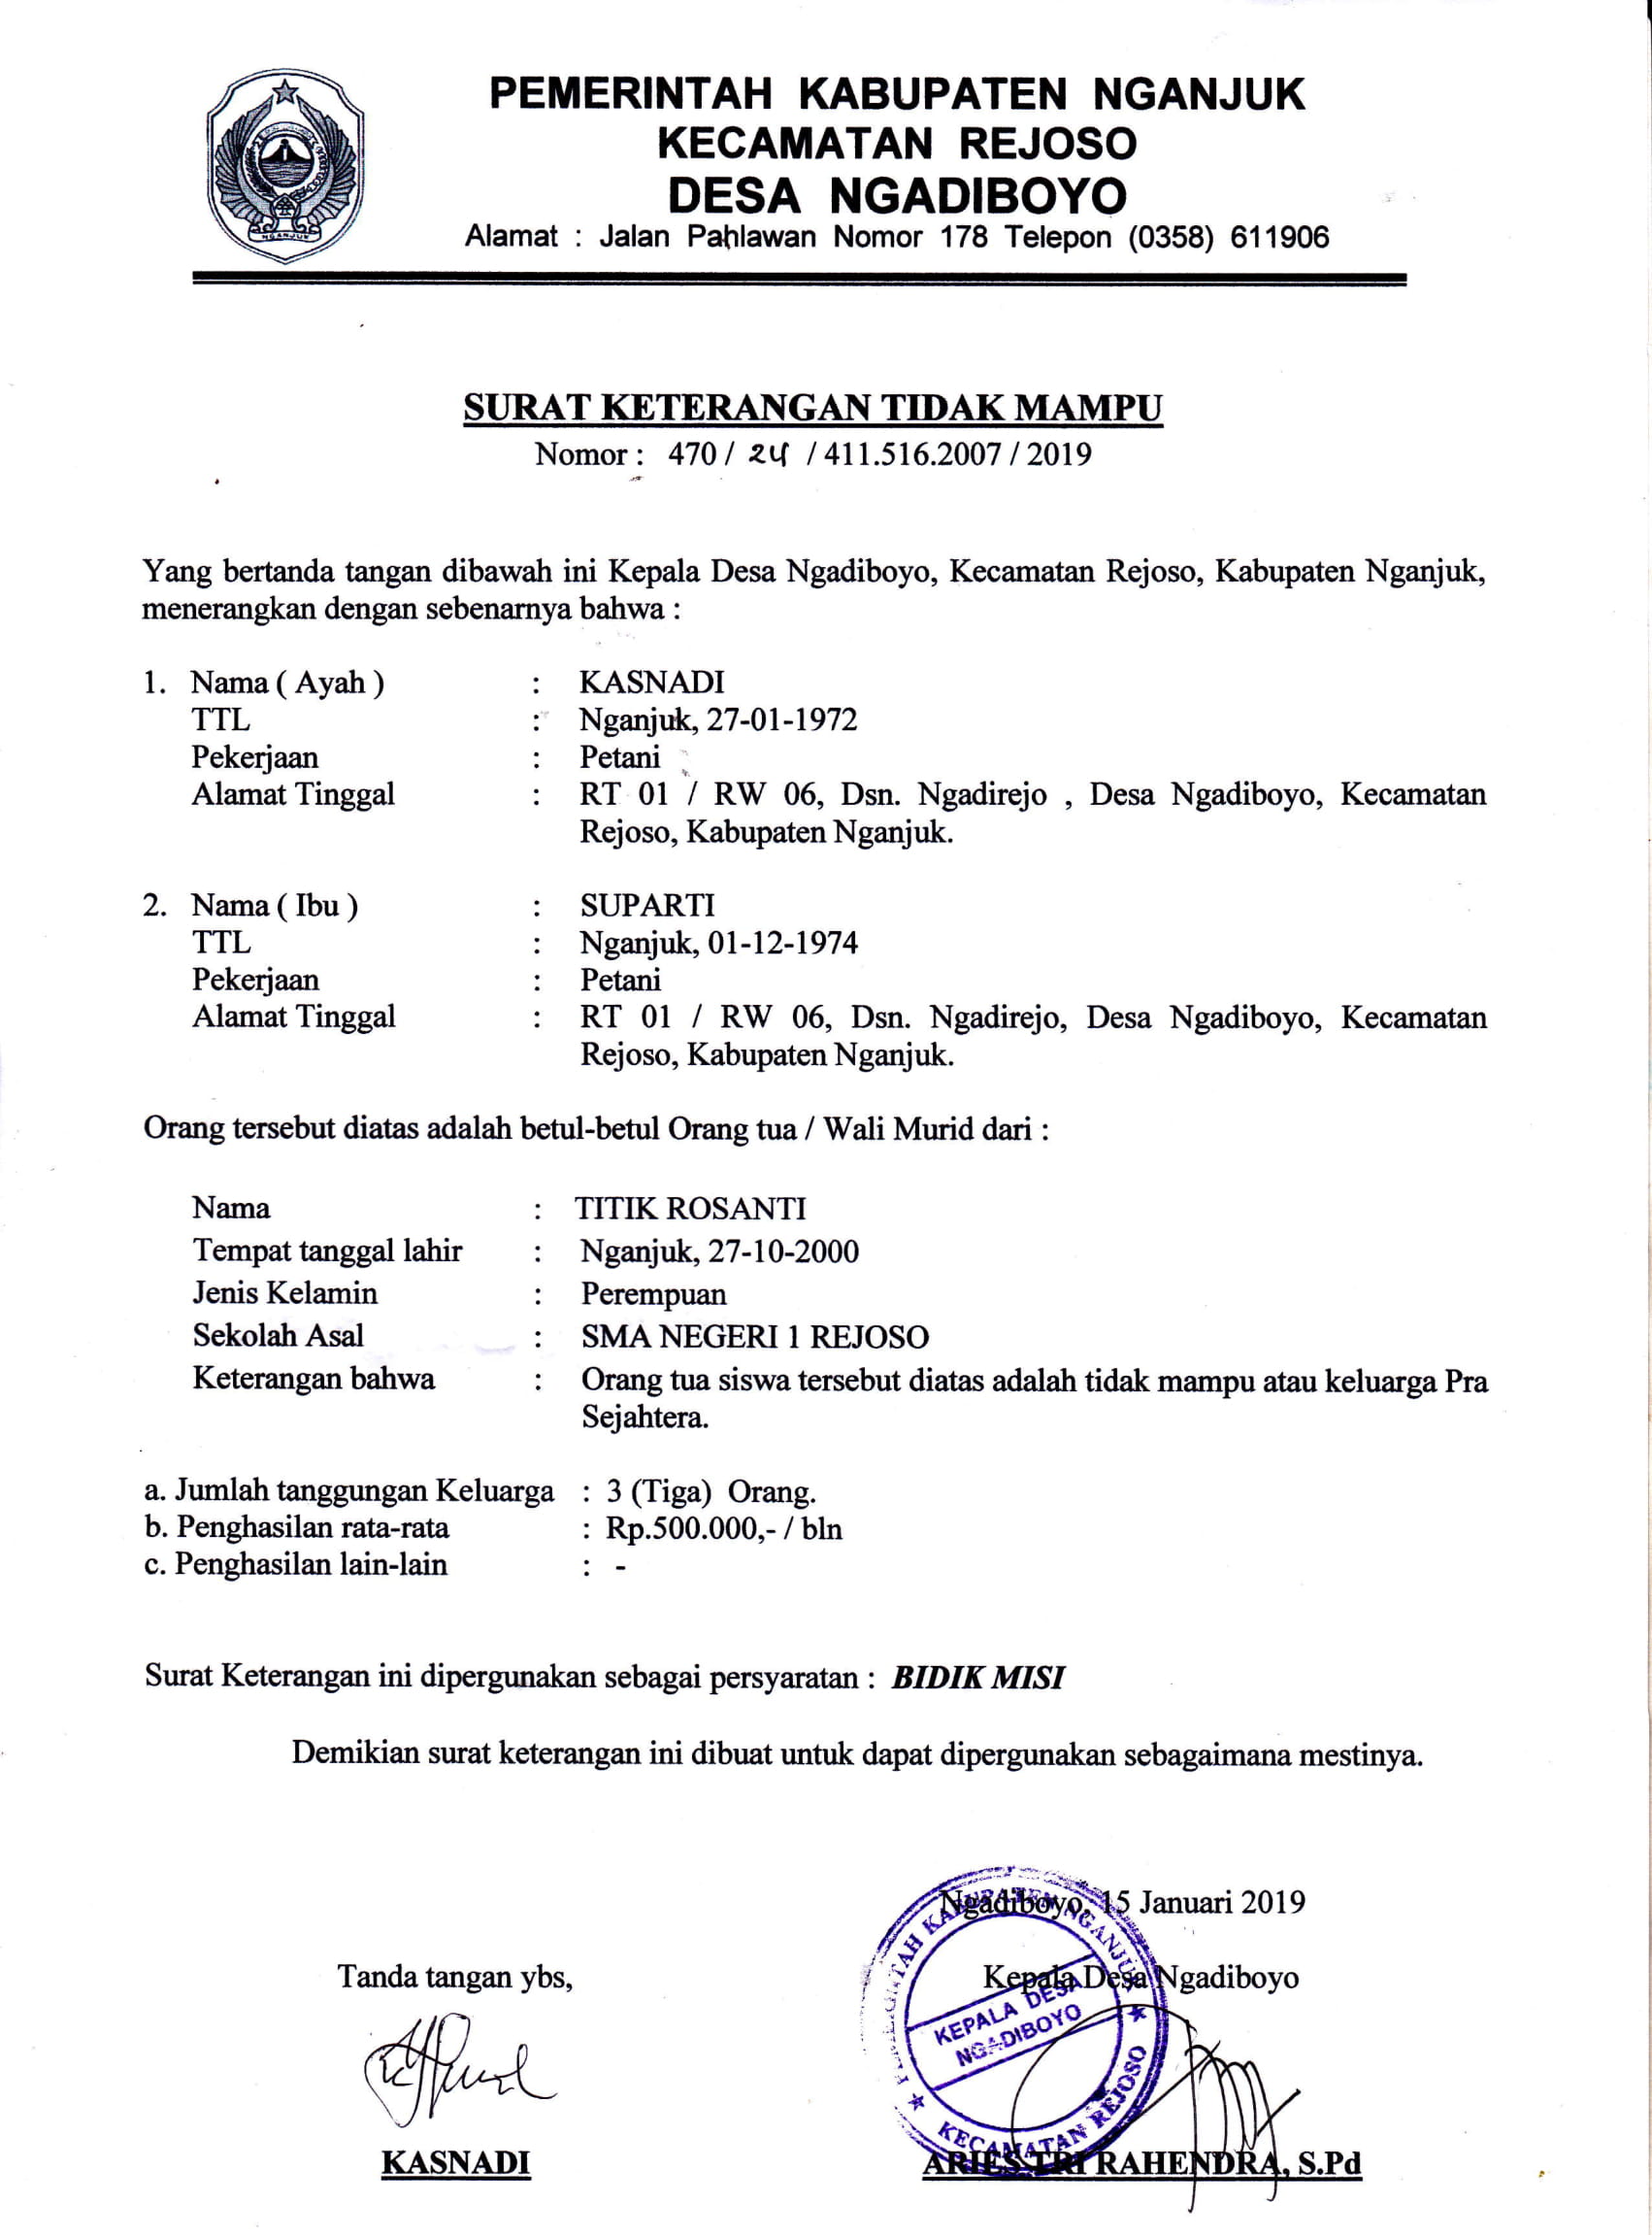 PEMERINTAH KABUPATEN NGANJUK
KECAMATAN REJOSO
DESA NGADIBOYO
Alamat : Jalan Pahlawan Nomor 178 Telepon (0358) 611906
NGANJUK
SURAT KETERANGAN TIDAK MAMPU
Nomor : 470 / 24 / 411.516.2007 / 2019
Yang bertanda tangan dibawah ini Kepala Desa Ngadiboyo, Kecamatan Rejoso, Kabupaten Nganjuk,
menerangkan dengan sebenarnya bahwa :
1. Nama ( Ayah ) : KASNADI
TTL : Nganjuk, 27-01-1972
Pekerjaan : Petani
Alamat Tinggal : RT 01 / RW 06, Dsn. Ngadirejo , Desa Ngadiboyo, Kecamatan
Rejoso, Kabupaten Nganjuk.
2. Nama ( Ibu ) : SUPARTI
TTL : Nganjuk, 01-12-1974
Pekerjaan : Petani
Alamat Tinggal : RT 01 / RW 06, Dsn. Ngadirejo, Desa Ngadiboyo, Kecamatan
Rejoso, Kabupaten Nganjuk.
Orang tersebut diatas adalah betul-betul Orang tua / Wali Murid dari :
Nama : TITIK ROSANTI
Tempat tanggal lahir : Nganjuk, 27-10-2000
Jenis Kelamin : Perempuan
Sekolah Asal : SMA NEGERI 1 REJOSO
Keterangan bahwa : Orang tua siswa tersebut diatas adalah tidak mampu atau keluarga Pra
Sejahtera.
a. Jumlah tanggungan Keluarga : 3 (Tiga) Orang.
b. Penghasilan rata-rata : Rp.500.000,- / bln
c. Penghasilan lain-lain : -
Surat Keterangan ini dipergunakan sebagai persyaratan : BIDIK MISI
Demikian surat keterangan ini dibuat untuk dapat dipergunakan sebagaimana mestinya.
Ngadiboyo, 15 Januari 2019
Tanda tangan ybs,
Kepala Desa Ngadiboyo
PEMERINTAH KABUPATEN NGANJUK
KEPALA DESA
NGADIBOYO
KECAMATAN REJOSO
KASNADI
ARIES TRI RAHENDRA, S.Pd